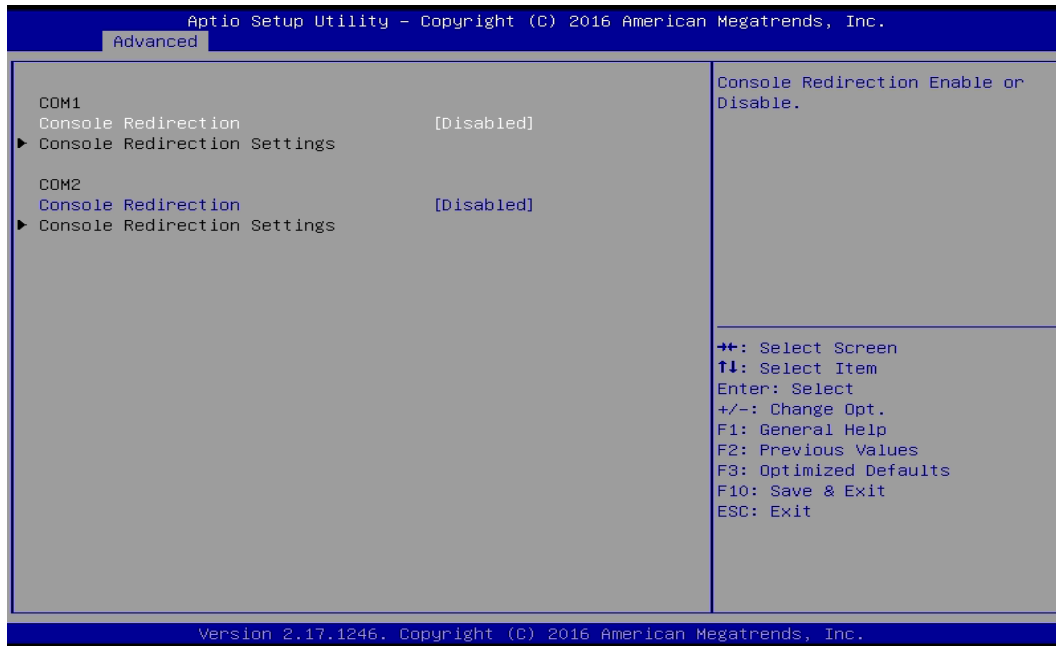 Aptio Setup Utility – Copyright (C) 2016 American Megatrends, Inc.
Advanced
COM1
Console Redirection [Disabled]
▶ Console Redirection Settings
COM2
Console Redirection [Disabled]
▶ Console Redirection Settings
Console Redirection Enable or
Disable.
→←: Select Screen
↑↓: Select Item
Enter: Select
+/-: Change Opt.
F1: General Help
F2: Previous Values
F3: Optimized Defaults
F10: Save & Exit
ESC: Exit
Version 2.17.1246. Copyright (C) 2016 American Megatrends, Inc.